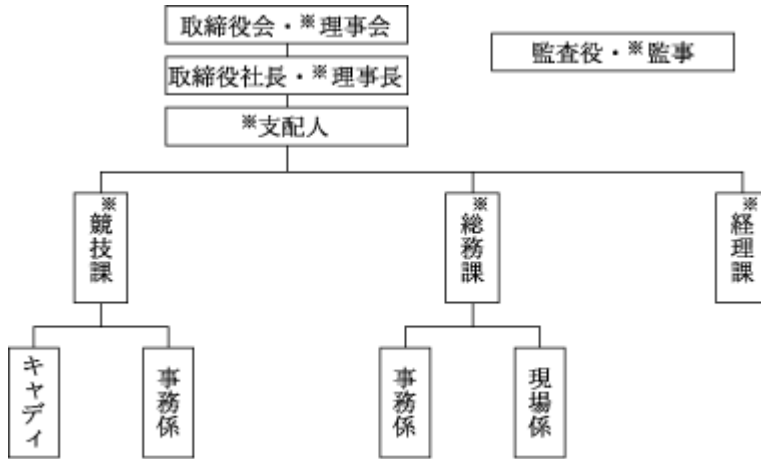 取締役会・※理事会
監査役・※監事
取締役社長・※理事長
※支配人
※競技課
※総務課
※経理課
キャディ
事務係
事務係
現場係